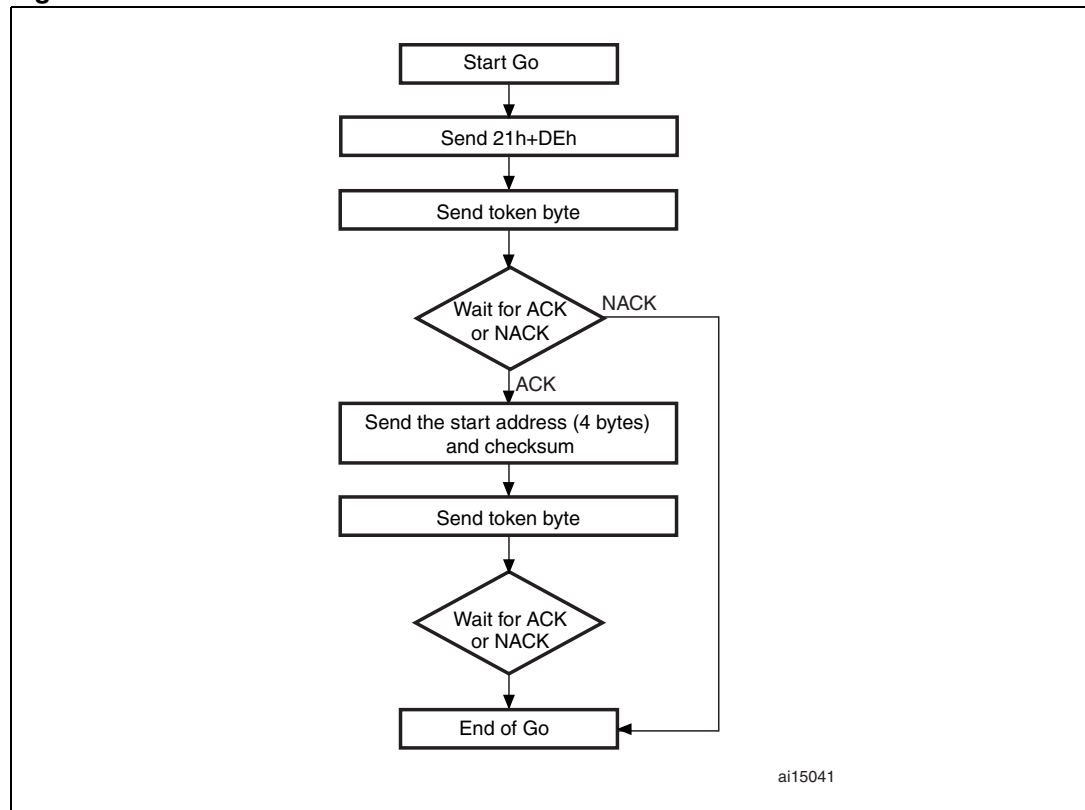 Start Go
Send 21h+DEh
Send token byte
Wait for ACK
or NACK
NACK
ACK
Send the start address (4 bytes)
and checksum
Send token byte
Wait for ACK
or NACK
End of Go
ai15041